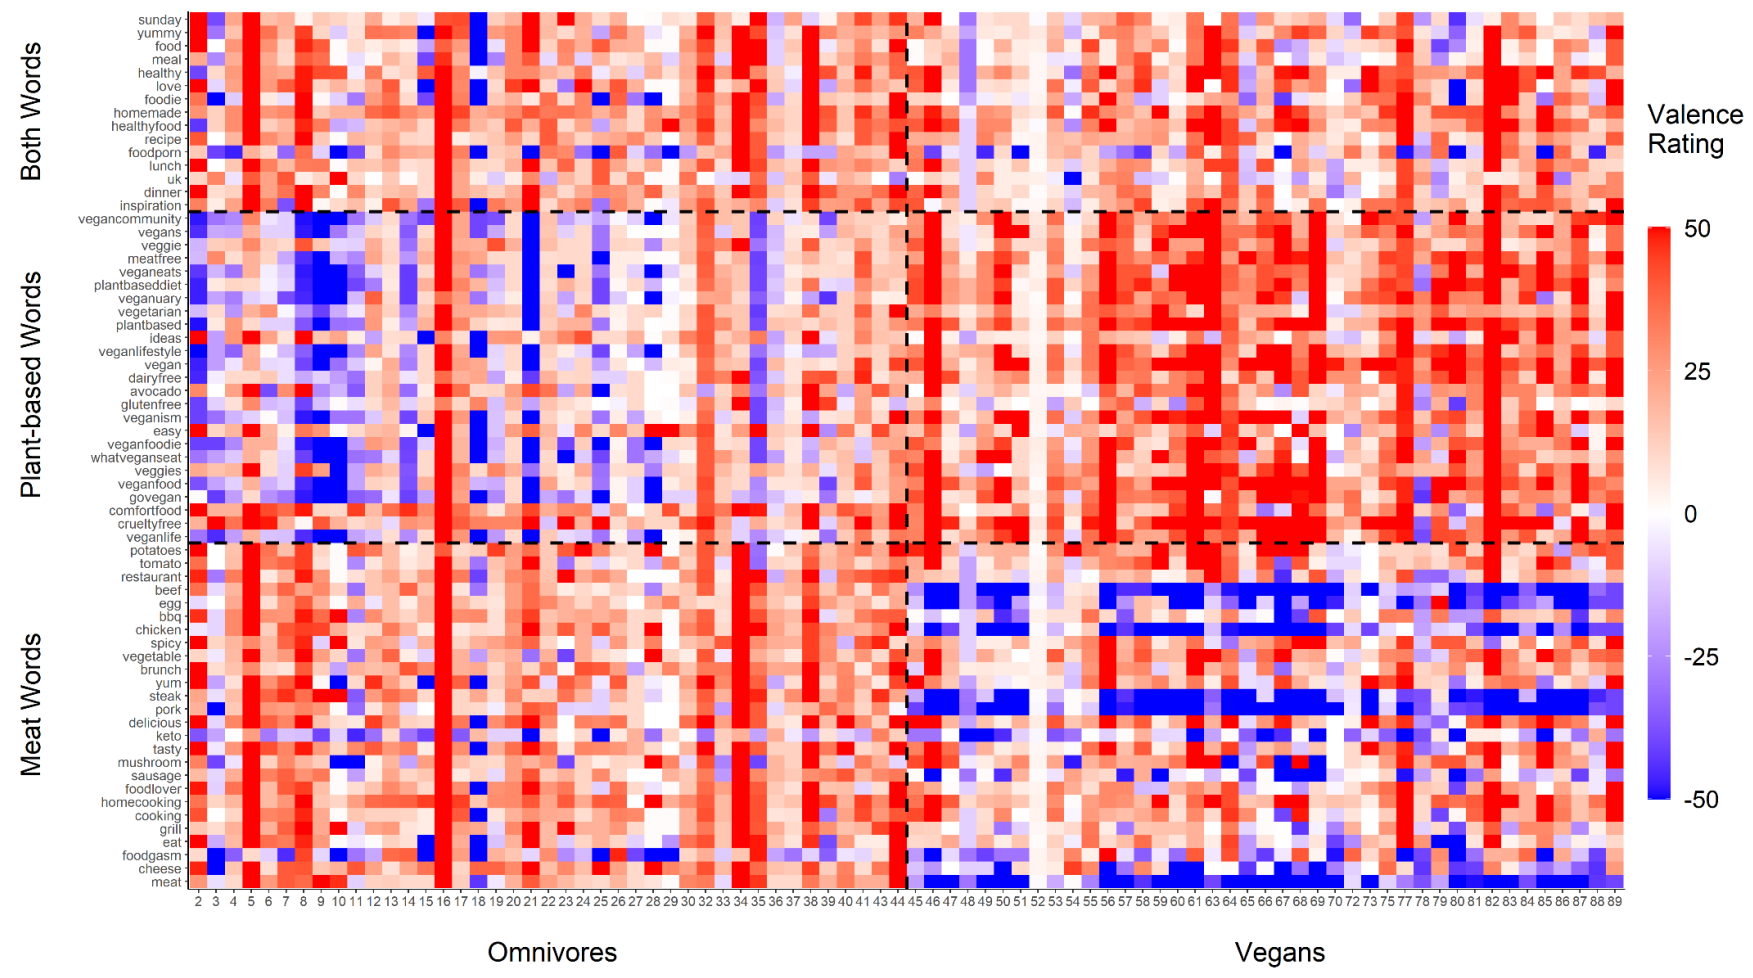 Both Words
sunday
yummy
food
meal
healthy
love
foodie
homemade
healthyfood
recipe
foodporn
lunch
uk
dinner
inspiration
Plant-based Words
vegancommunity
vegans
veggie
meatfree
veganeats
plantbaseddiet
veganuary
vegetarian
plantbased
ideas
veganlifestyle
vegan
dairyfree
avocado
glutenfree
veganism
easy
veganfoodie
whatveganseat
veggies
veganfood
govegan
comfortfood
crueltyfree
veganlife
Meat Words
potatoes
tomato
restaurant
beef
egg
bbq
chicken
spicy
vegetable
brunch
yum
steak
pork
delicious
keto
tasty
mushroom
sausage
foodlover
homecooking
cooking
grill
eat
foodgasm
cheese
meat
2 3 4 5 6 7 8 9 10 11 12 13 14 15 16 17 18 19 20 21 22 23 24 25 26 27 28 29 30 31 32 33 34 35 36 37 38 39 40 41 43 44 45 46 47 48 49 50 51 52 53 54 55 56 57 58 59 60 61 63 64 65 66 67 68 69 70 72 73 75 77 78 79 80 81 82 83 84 85 86 87 88 89
Omnivores
Vegans
Valence
Rating
50
25
0
-25
-50